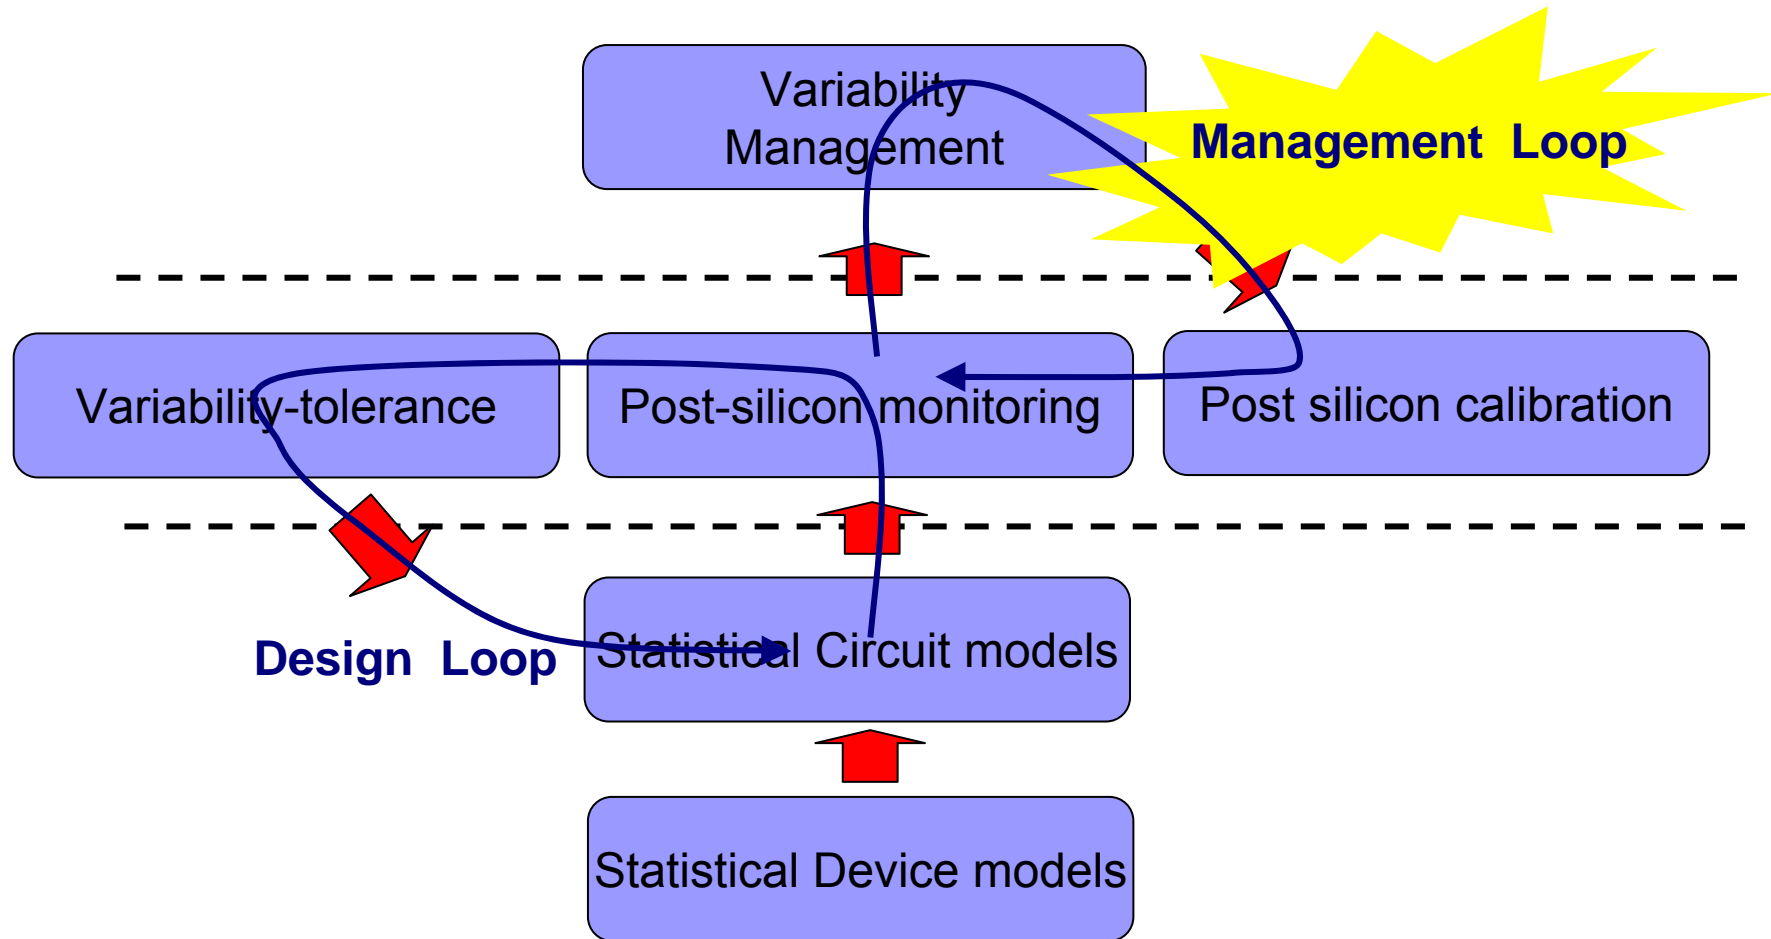 Variability
Management
Management Loop
Variability-tolerance
Post-silicon monitoring
Post silicon calibration
Design Loop
Statistical Circuit models
Statistical Device models